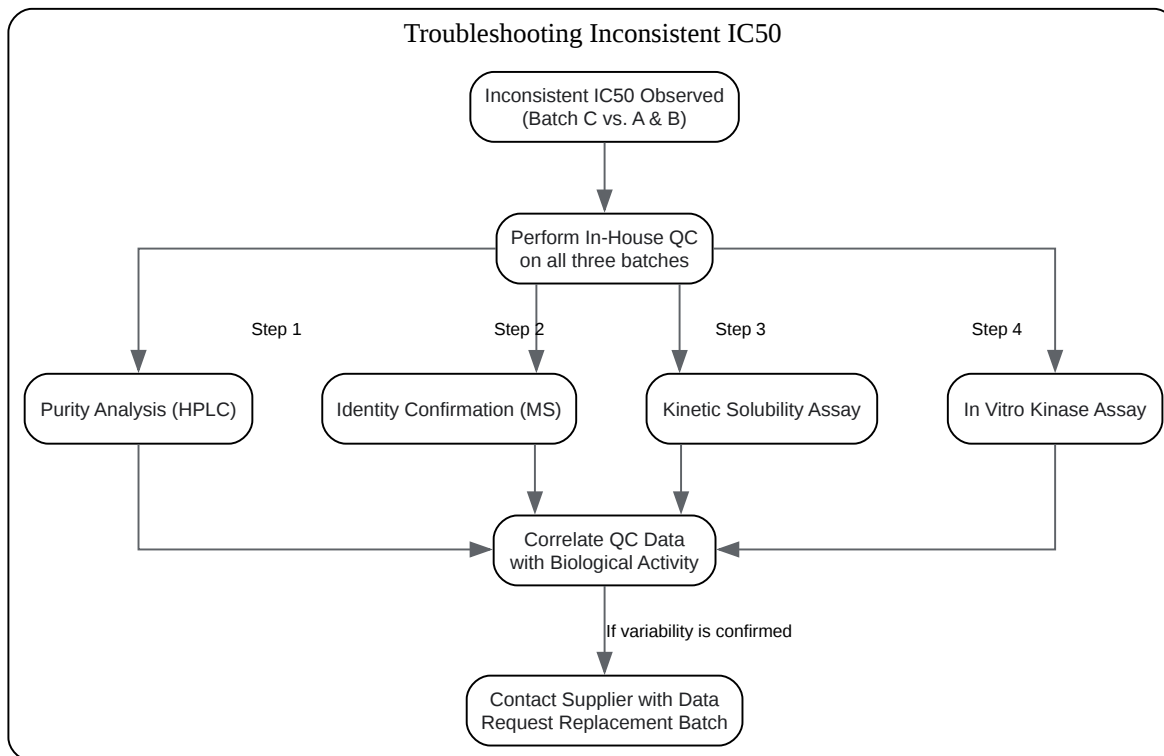 Troubleshooting Inconsistent IC50
Inconsistent IC50 Observed
(Batch C vs. A & B)
Perform In-House QC
on all three batches
Step 1
Step 2
Step 3
Step 4
Purity Analysis (HPLC)
Identity Confirmation (MS)
Kinetic Solubility Assay
In Vitro Kinase Assay
Correlate QC Data
with Biological Activity
If variability is confirmed
Contact Supplier with Data
Request Replacement Batch